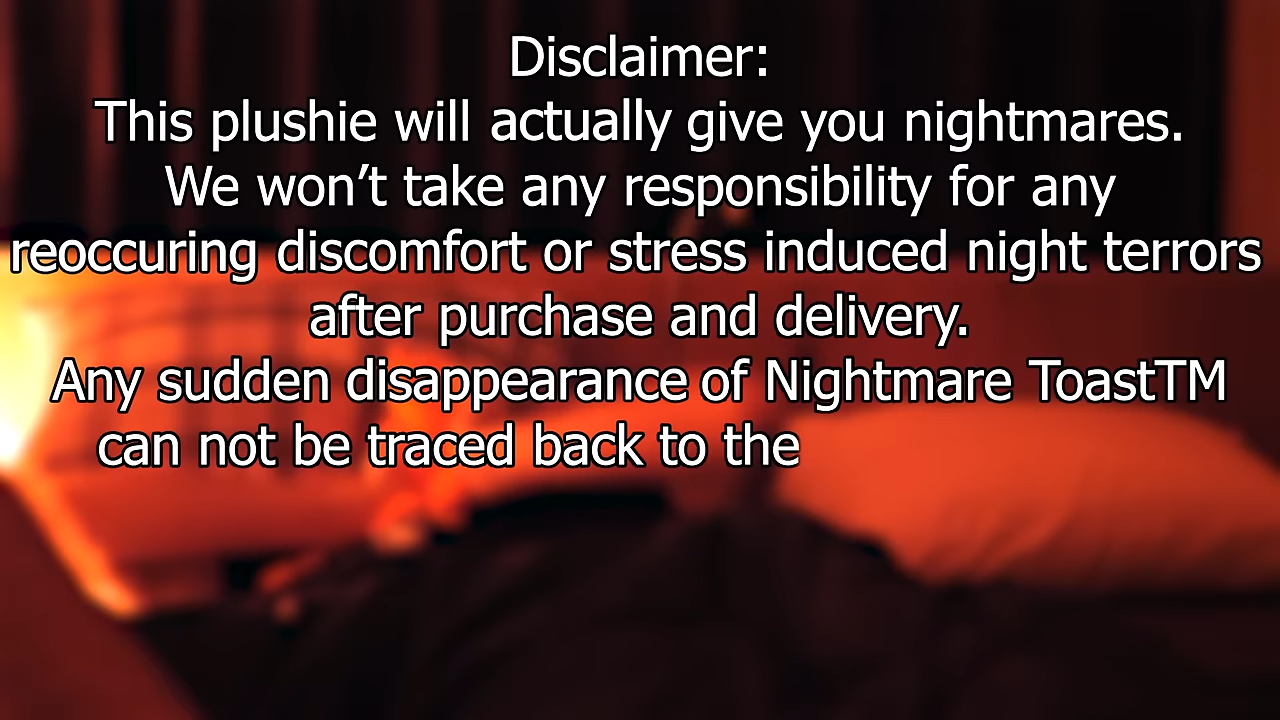 Disclaimer:
This plushie will actually give you nightmares.
We won’t take any responsibility for any
reoccuring discomfort or stress induced night terrors
after purchase and delivery.
Any sudden disappearance of Nightmare ToastTM
can not be traced back to the